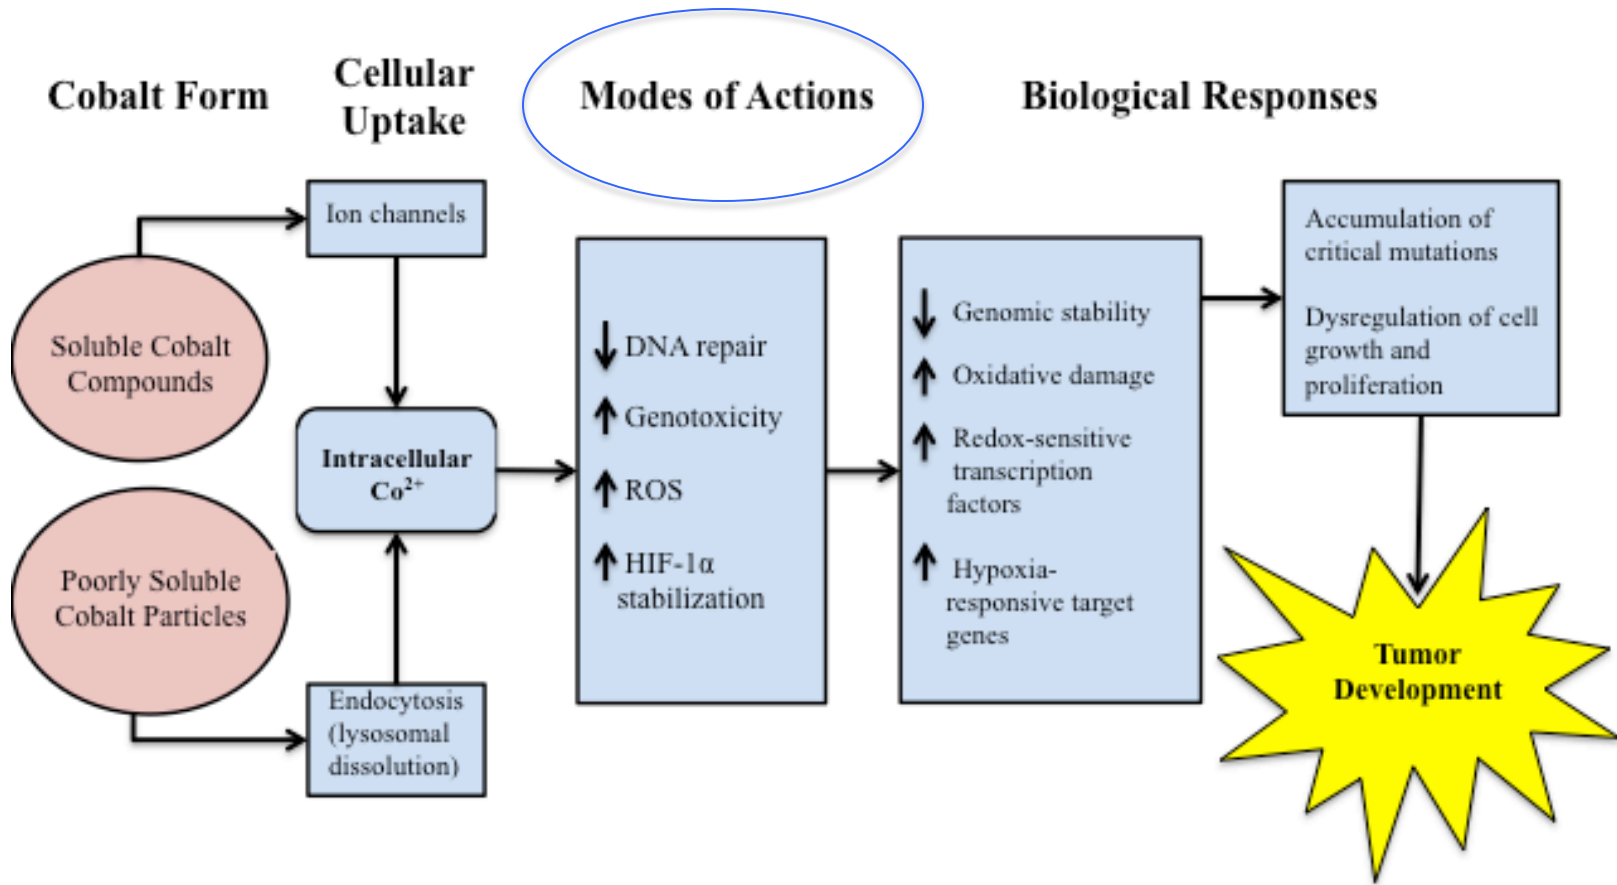 Cobalt Form
Cellular
Uptake
Modes of Actions
Biological Responses
Soluble Cobalt
Compounds
Poorly Soluble
Cobalt Particles
Ion channels
Intracellular
Co²⁺
Endocytosis
(lysosomal
dissolution)
↓ DNA repair
↑ Genotoxicity
↑ ROS
↑ HIF-1α
stabilization
↓ Genomic stability
↑ Oxidative damage
↑ Redox-sensitive
transcription
factors
↑ Hypoxia-
responsive target
genes
Accumulation of
critical mutations
Dysregulation of cell
growth and
proliferation
Tumor
Development